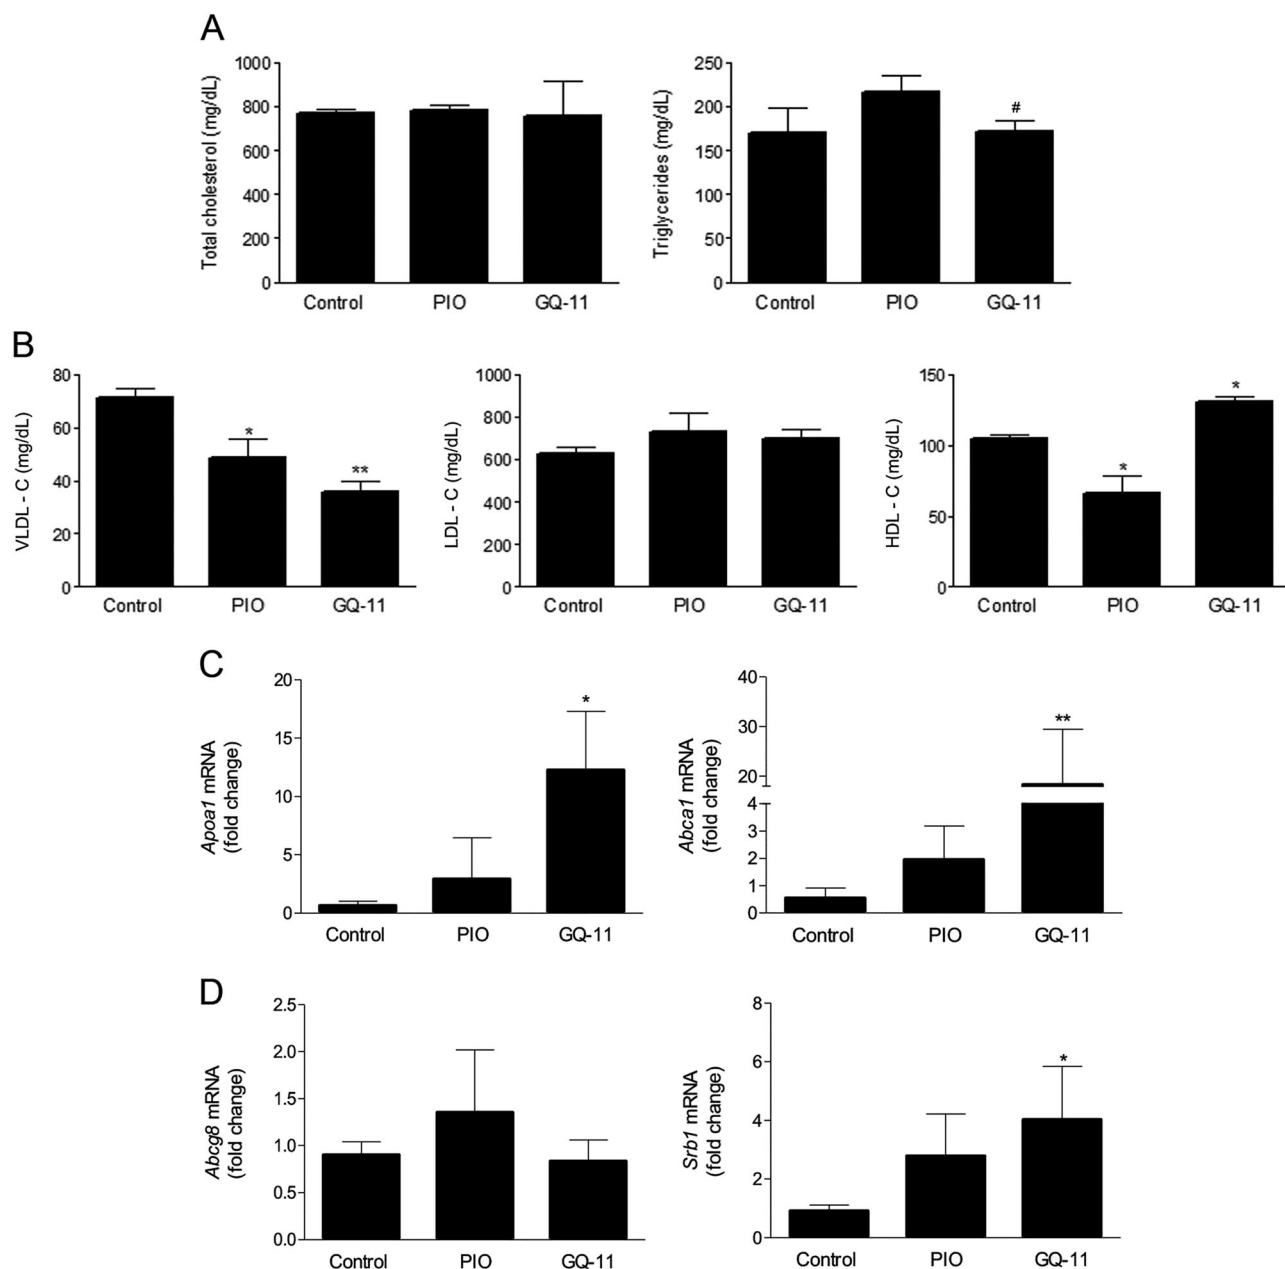 A
Total cholesterol (mg/dL)
1000
800
600
400
200
0
Control PIO GQ-11
Triglycerides (mg/dL)
250
200
150
100
50
0
#
Control PIO GQ-11
B
VLDL - C (mg/dL)
80
60
40
20
0
*
**
Control PIO GQ-11
LDL - C (mg/dL)
1000
800
600
400
200
0
Control PIO GQ-11
HDL - C (mg/dL)
150
100
50
0
*
*
Control PIO GQ-11
C
Apoa1 mRNA
(fold change)
20
15
10
5
0
*
Control PIO GQ-11
Abca1 mRNA
(fold change)
40
30
20
4
3
2
1
0
**
Control PIO GQ-11
D
Abcg8 mRNA
(fold change)
2.5
2.0
1.5
1.0
0.5
0.0
Control PIO GQ-11
Srb1 mRNA
(fold change)
8
6
4
2
0
*
Control PIO GQ-11